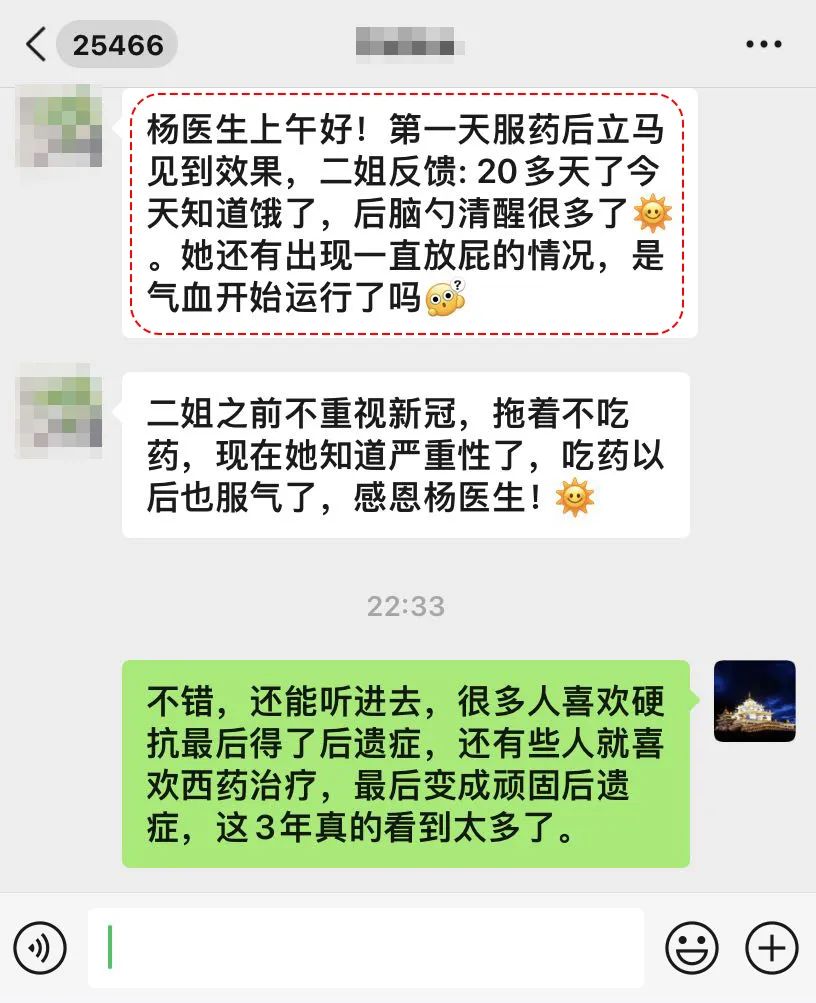 25466
杨医生上午好！第一天服药后立马
见到效果，二姐反馈: 20多天了今
天知道饿了，后脑勺清醒很多了
。她还有出现一直放屁的情况，是
气血开始运行了吗
二姐之前不重视新冠，拖着不吃
药，现在她知道严重性了，吃药以
后也服气了，感恩杨医生！
22:33
不错，还能听进去，很多人喜欢硬
抗最后得了后遗症，还有些人就喜
欢西药治疗，最后变成顽固后遗
症，这3年真的看到太多了。